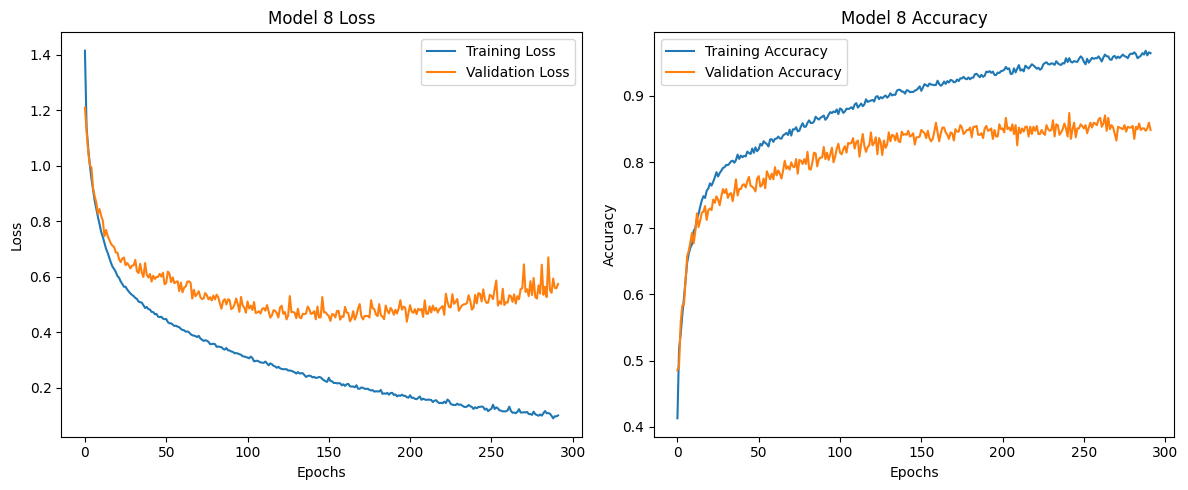 Model 8 Loss
Training Loss
Validation Loss
1.4
1.2
1.0
0.8
0.6
0.4
0.2
Loss
0 50 100 150 200 250 300
Epochs
Model 8 Accuracy
Training Accuracy
Validation Accuracy
0.9
0.8
0.7
0.6
0.5
0.4
Accuracy
0 50 100 150 200 250 300
Epochs